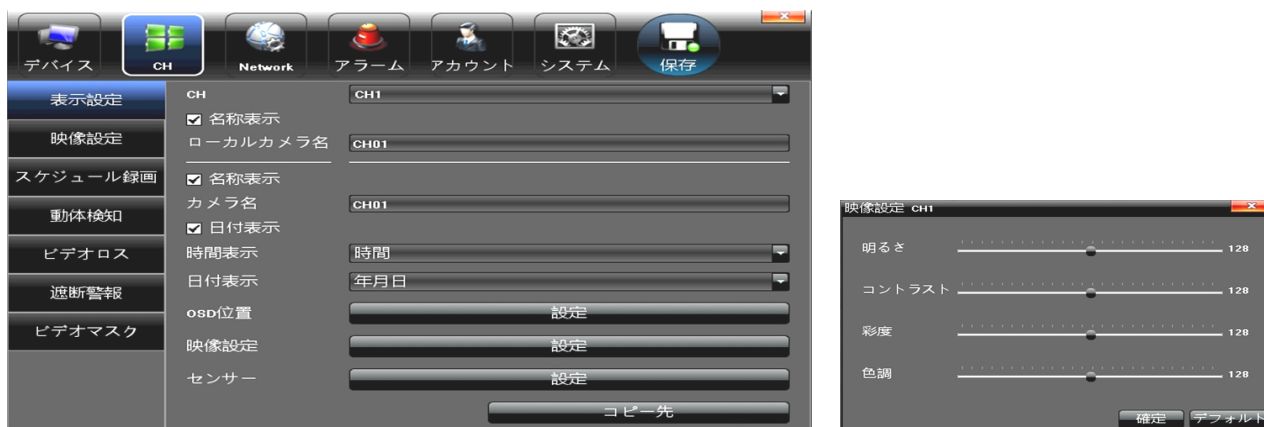 デバイス CH Network アラーム アカウント システム 保存
表示設定 CH CH1
名称表示
映像設定 ローカルカメラ名 CH01
スケジュール録画 名称表示
カメラ名 CH01
動体検知 日付表示
ビデオロス 時間表示 時間
遮断警報 日付表示 年月日
OSD位置 設定
ビデオマスク 映像設定 設定
センサー 設定
コピー先
映像設定 CH1
明るさ 128
コントラスト 128
彩度 128
色調 128
確定 デフォルト